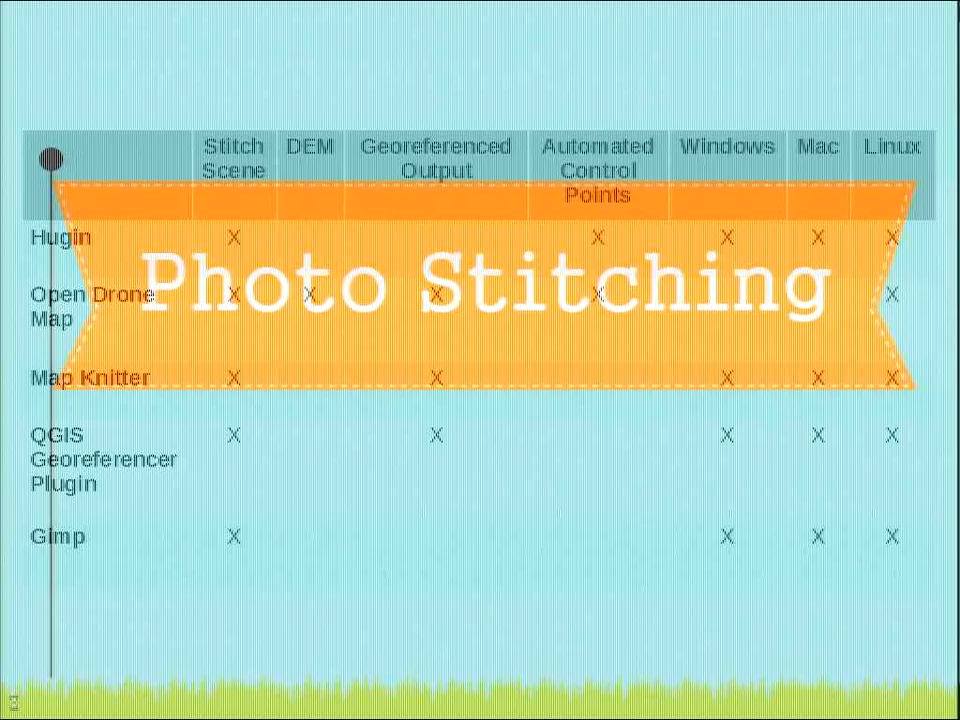 Stitch Scene DEM Georeferenced Output Automated Control Points Windows Mac Linux
Hugin X X X X X
Photo Stitching
Open Drone Map X X X X X
Map Knitter X X X X X
QGIS Georeferencer Plugin X X X X X
Gimp X X X X